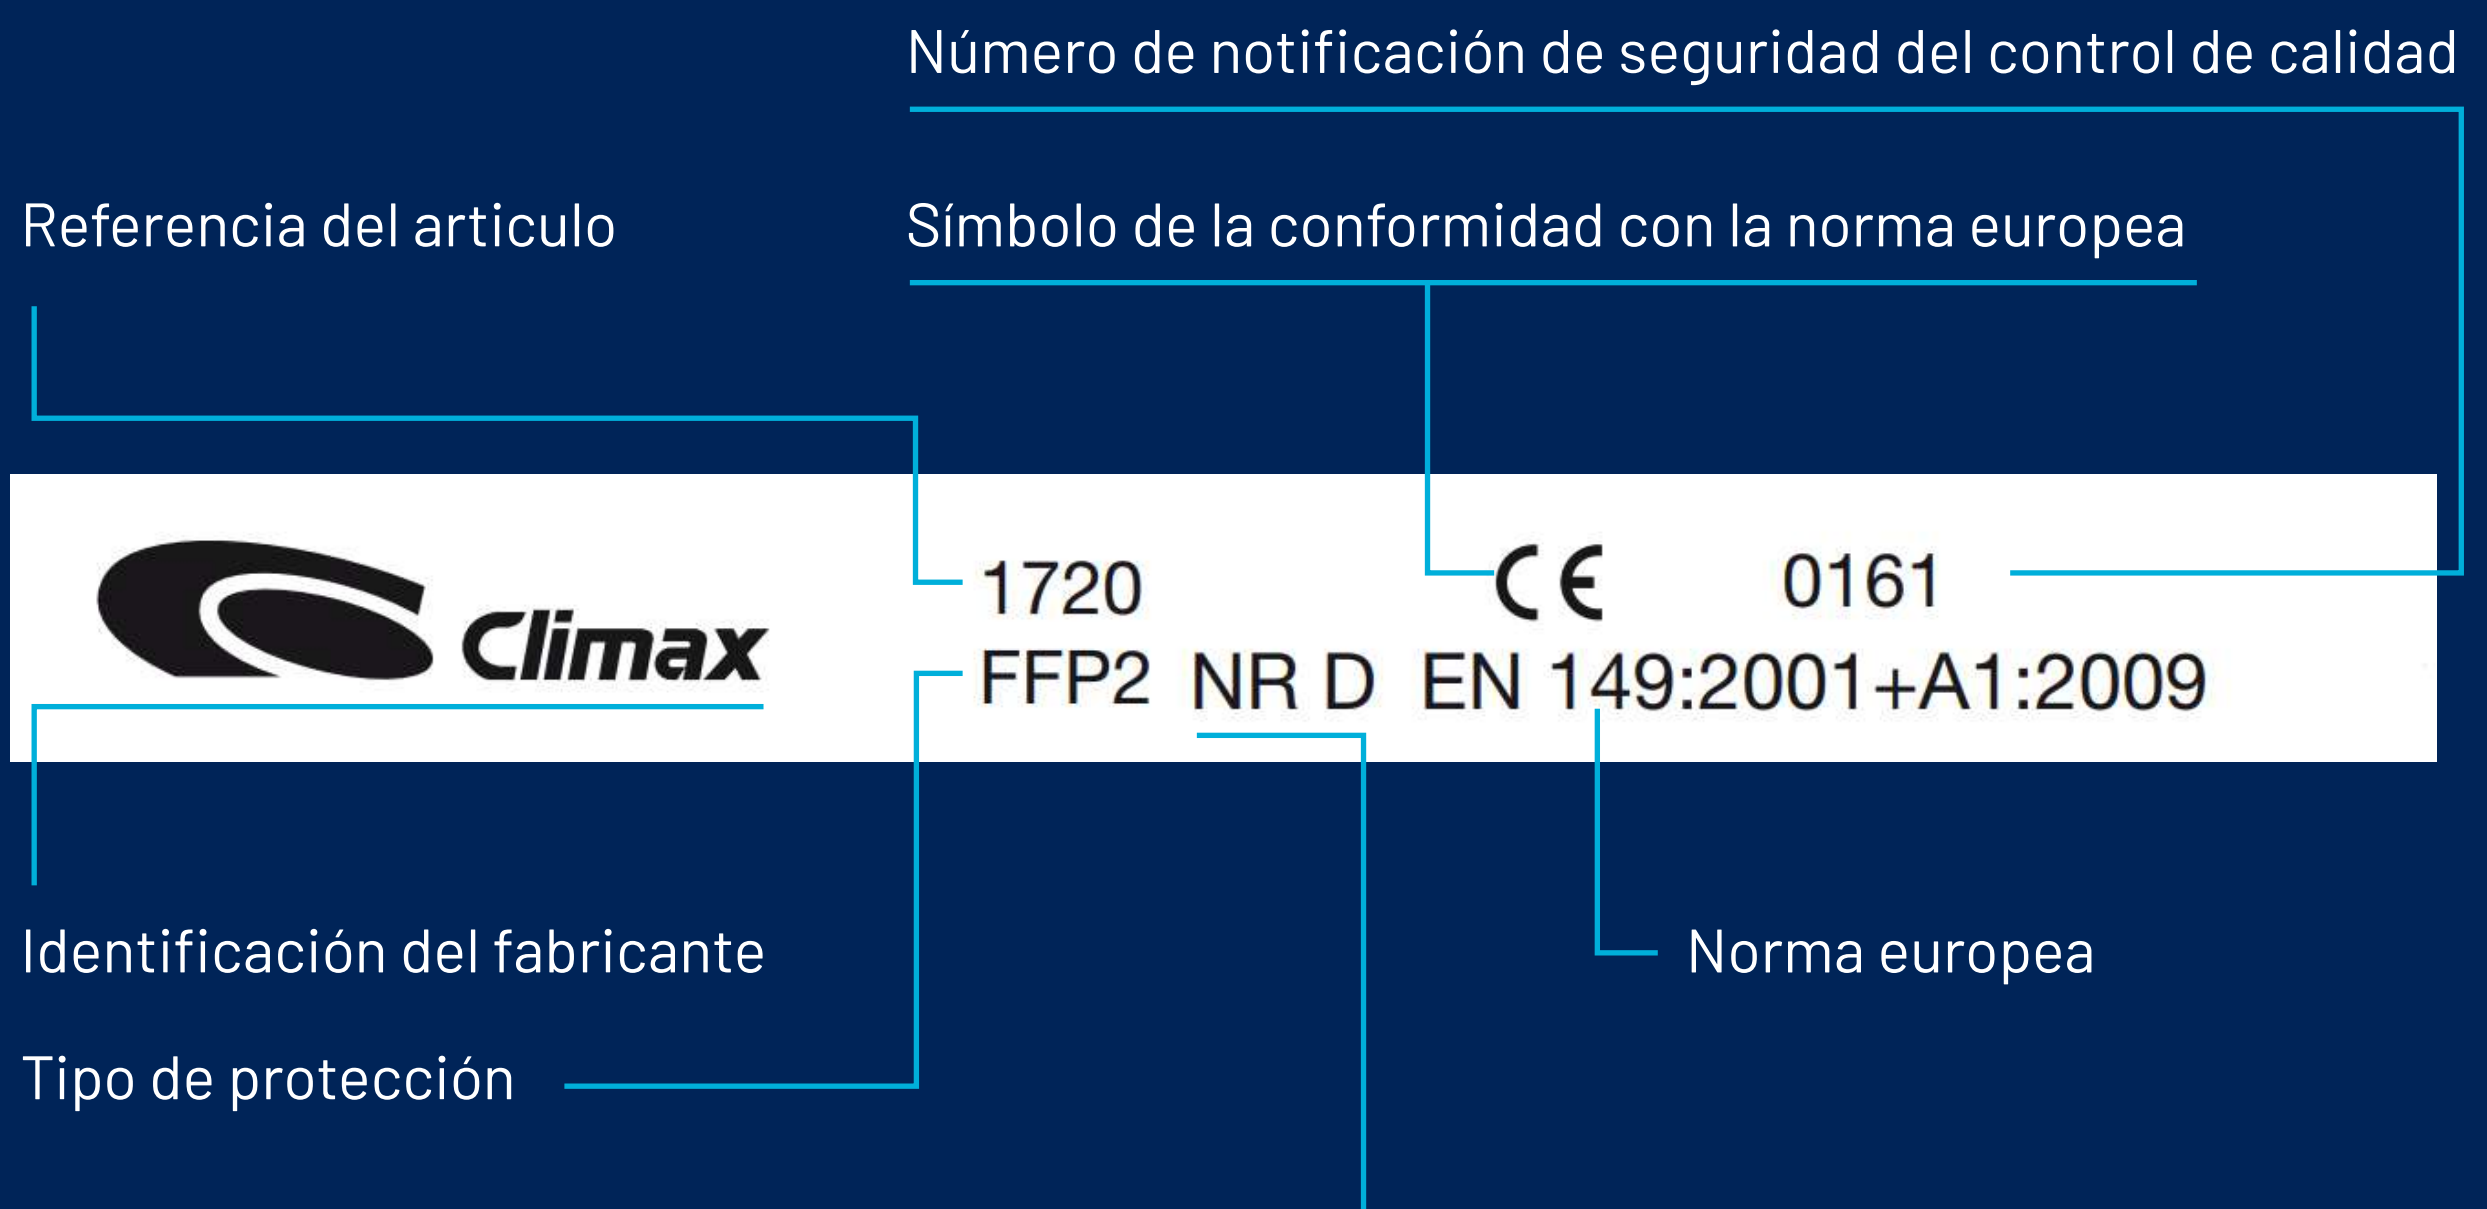 Número de notificación de seguridad del control de calidad
Referencia del articulo
Símbolo de la conformidad con la norma europea
Climax
1720
CE
0161
FFP2 NR D EN 149:2001+A1:2009
Identificación del fabricante
Norma europea
Tipo de protección